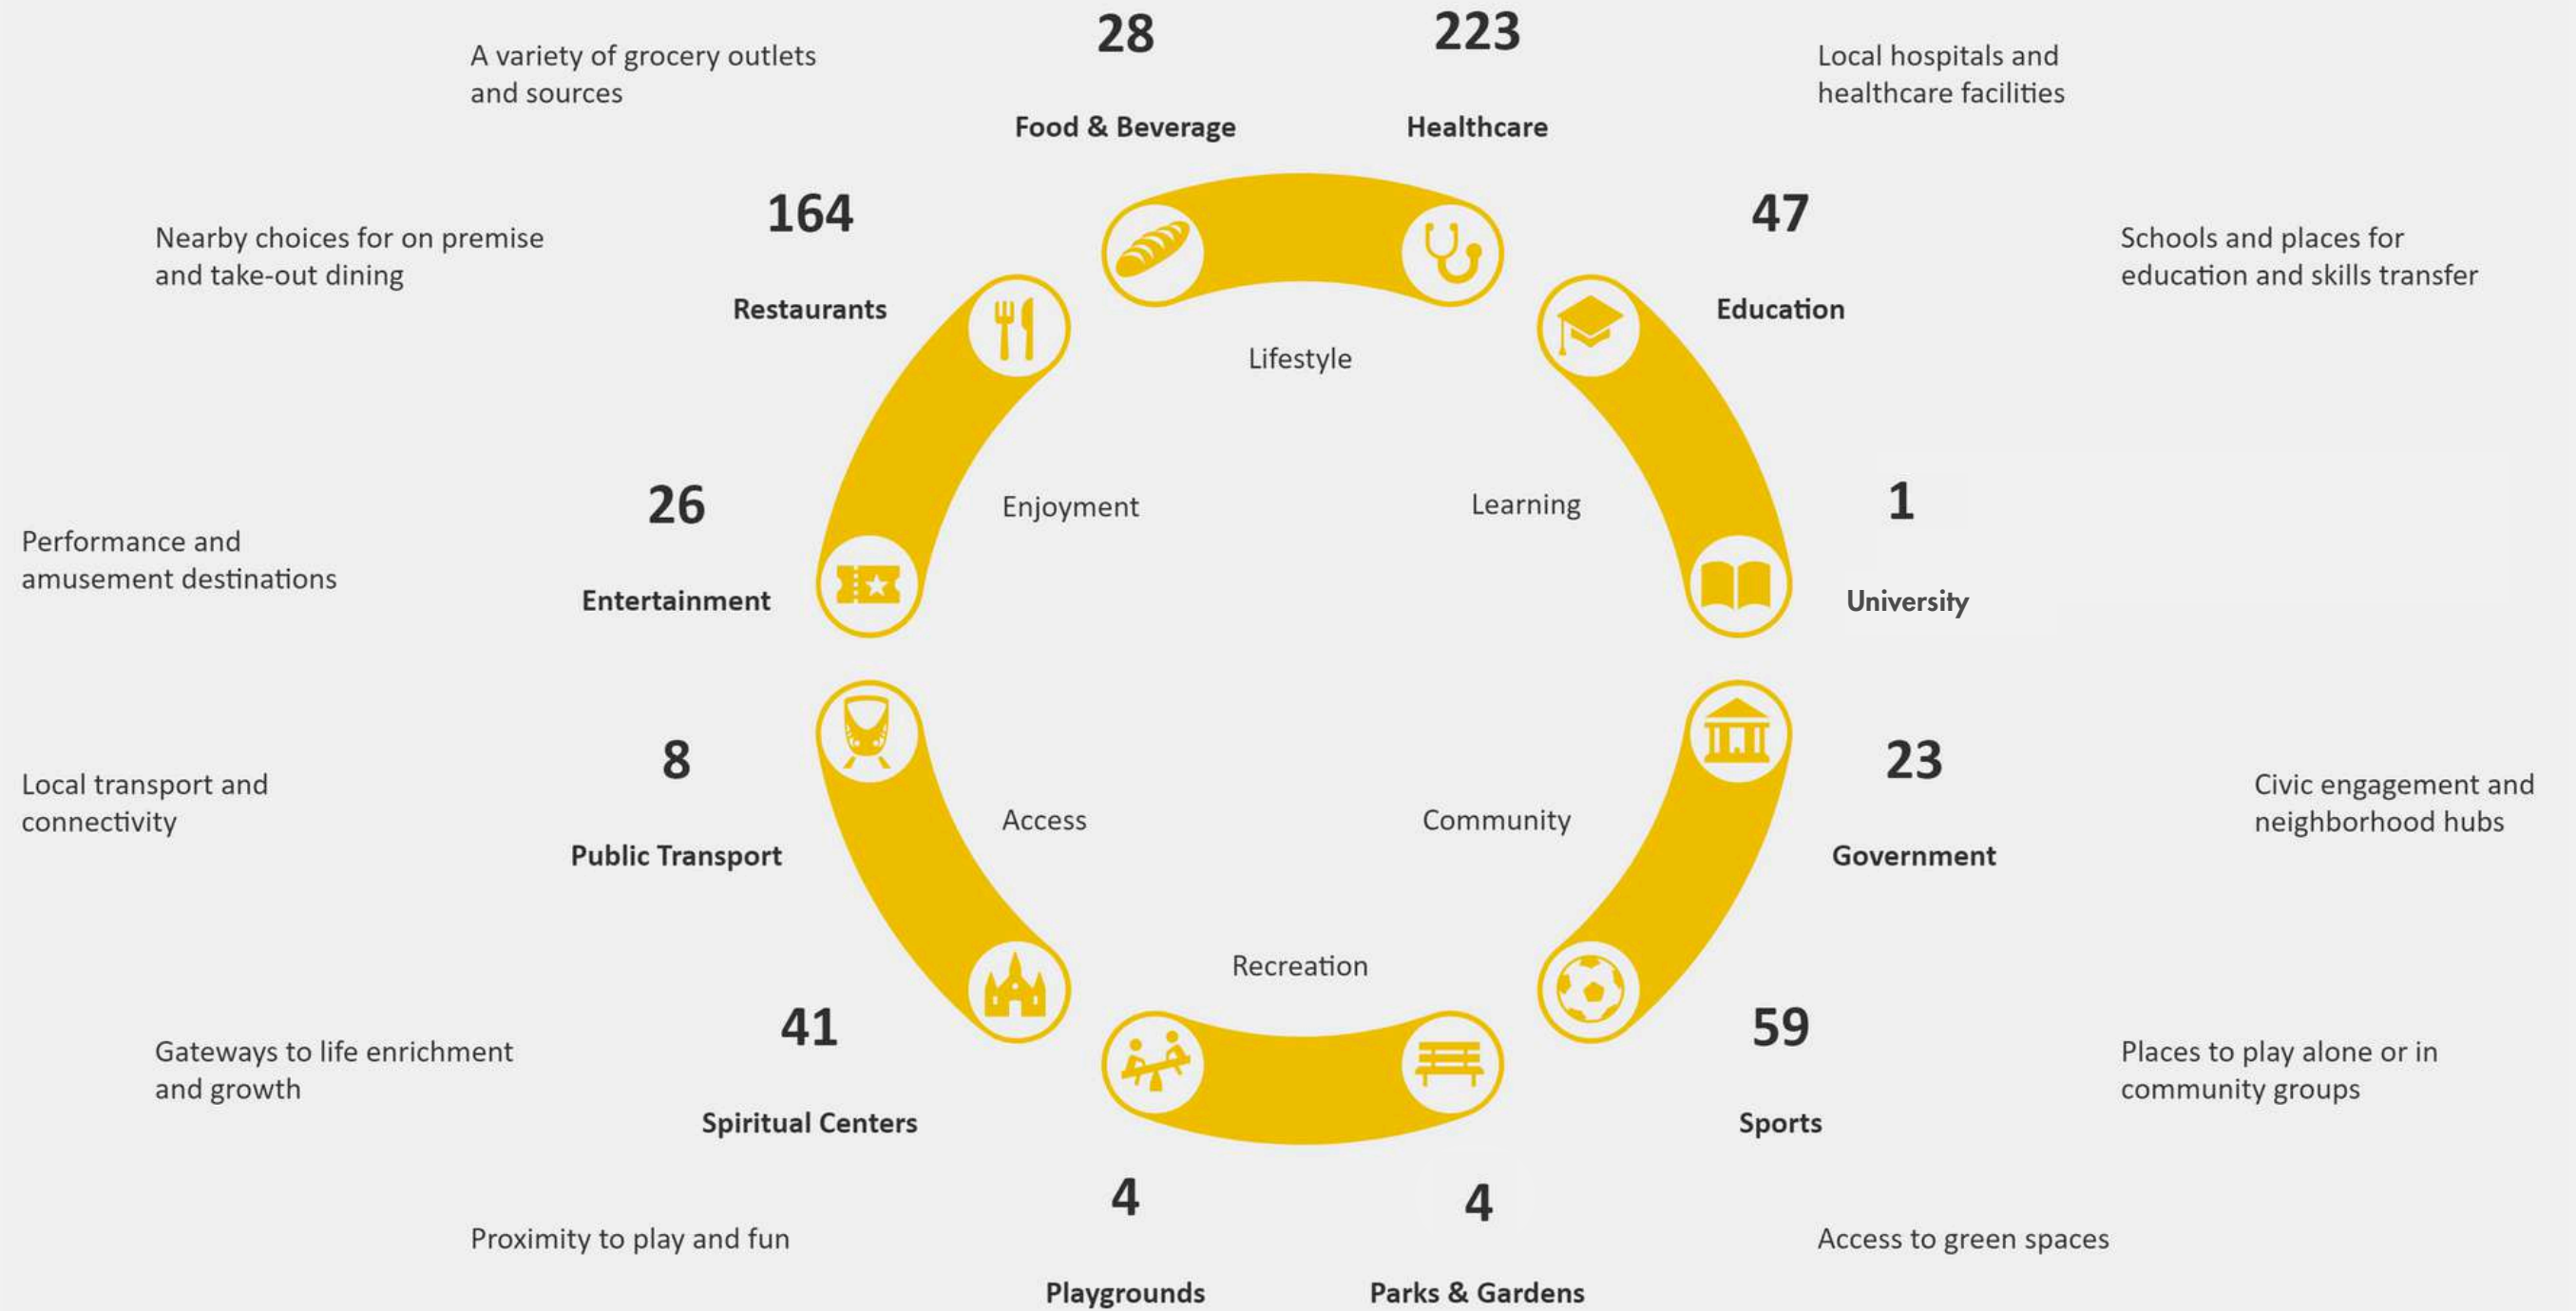 28
223
A variety of grocery outlets
and sources
Local hospitals and
healthcare facilities
Food & Beverage
Healthcare
164
47
Nearby choices for on premise
and take-out dining
Schools and places for
education and skills transfer
Restaurants
Education
Lifestyle
26
Enjoyment
Learning
1
Performance and
amusement destinations
Entertainment
University
8
23
Local transport and
connectivity
Civic engagement and
neighborhood hubs
Access
Community
Public Transport
Government
Recreation
41
59
Gateways to life enrichment
and growth
Places to play alone or in
community groups
Spiritual Centers
Sports
4
4
Proximity to play and fun
Access to green spaces
Playgrounds
Parks & Gardens